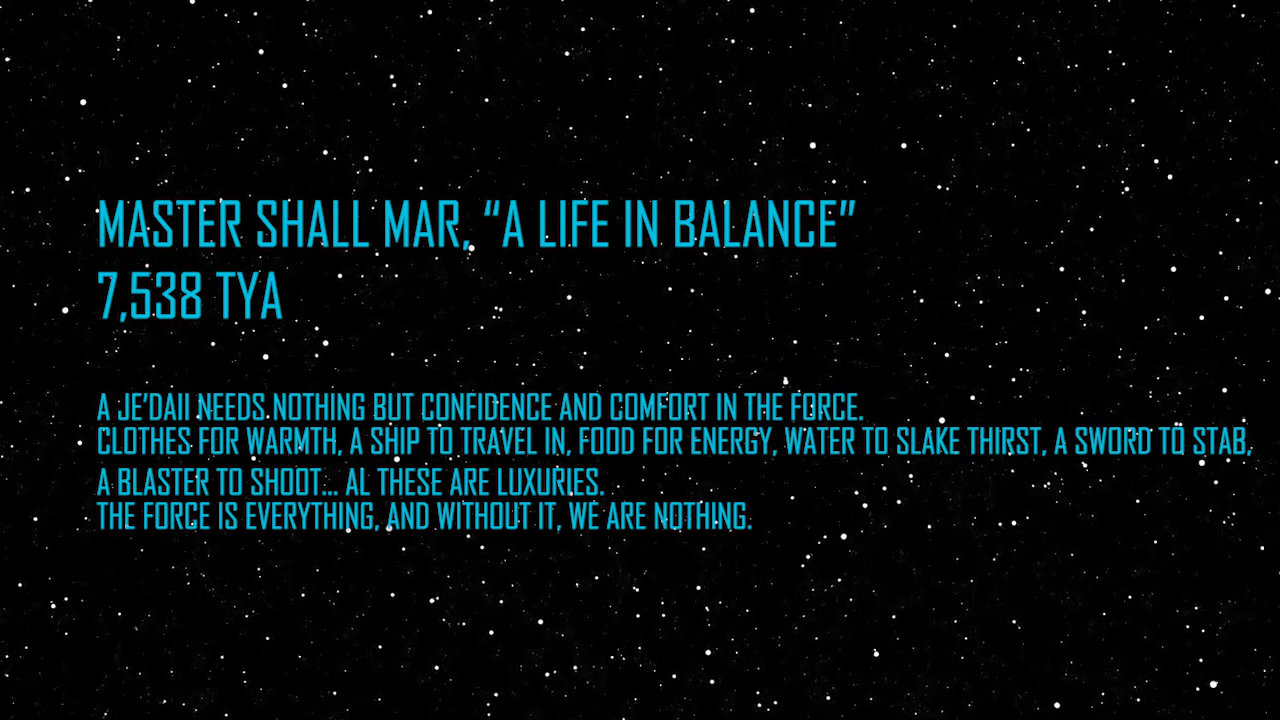 MASTER SHALL MAR, “A LIFE IN BALANCE”
7,538 TYA
A JE’DAII NEEDS NOTHING BUT CONFIDENCE AND COMFORT IN THE FORCE.
CLOTHES FOR WARMTH, A SHIP TO TRAVEL IN, FOOD FOR ENERGY, WATER TO SLAKE THIRST, A SWORD TO STAB,
A BLASTER TO SHOOT... AL THESE ARE LUXURIES.
THE FORCE IS EVERYTHING, AND WITHOUT IT, WE ARE NOTHING.